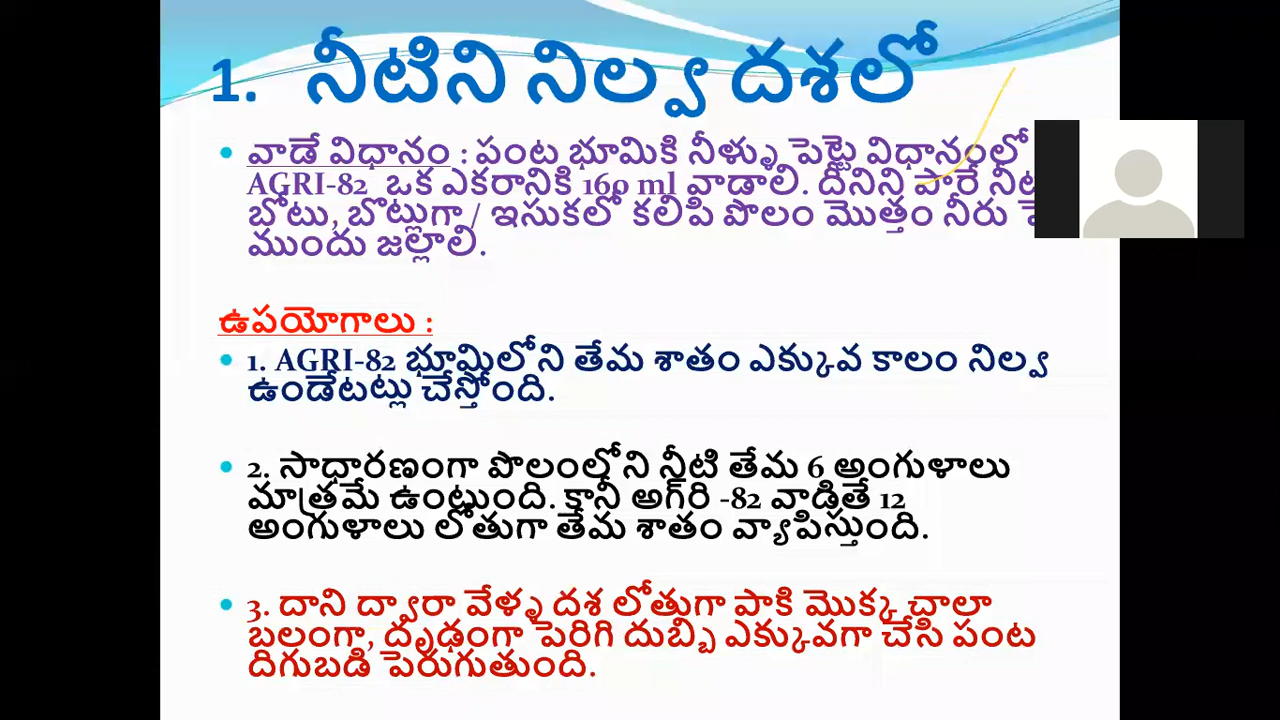 1. నీటిని నిల్వ దశలో
వాడే విధానం : పంట భూమికి నీళ్ళు పెట్టె విధానంలో
AGRI-82 ఒక ఎకరానికి 160 ml వాడాలి. దీనిని పారే
బోటు, బొట్లుగా / ఇసుకలో కలిపి పొలం మొత్తం నీరు
ముందు జల్లాలి.
ఉపయోగాలు :
1. AGRI-82 భూమిలోని తేమ శాతం ఎక్కువ కాలం నిల్వ
ఉండేటట్లు చేస్తోంది.
2. సాధారణంగా పొలంలోని నీటి తేమ 6 అంగుళాలు
మాత్రమే ఉంటుంది. కానీ అగ్‌రి -82 వాడితే 12
అంగుళాలు లోతుగా తేమ శాతం వ్యాపిస్తుంది.
3. దాని ద్వారా వేళ్ళు దశ లోతుగా పాకి మొక్క చాలా
బలంగా, దృఢంగా పెరిగి దుబ్బి ఎక్కువగా చేసి పంట
దిగుబడి పెరుగుతుంది.